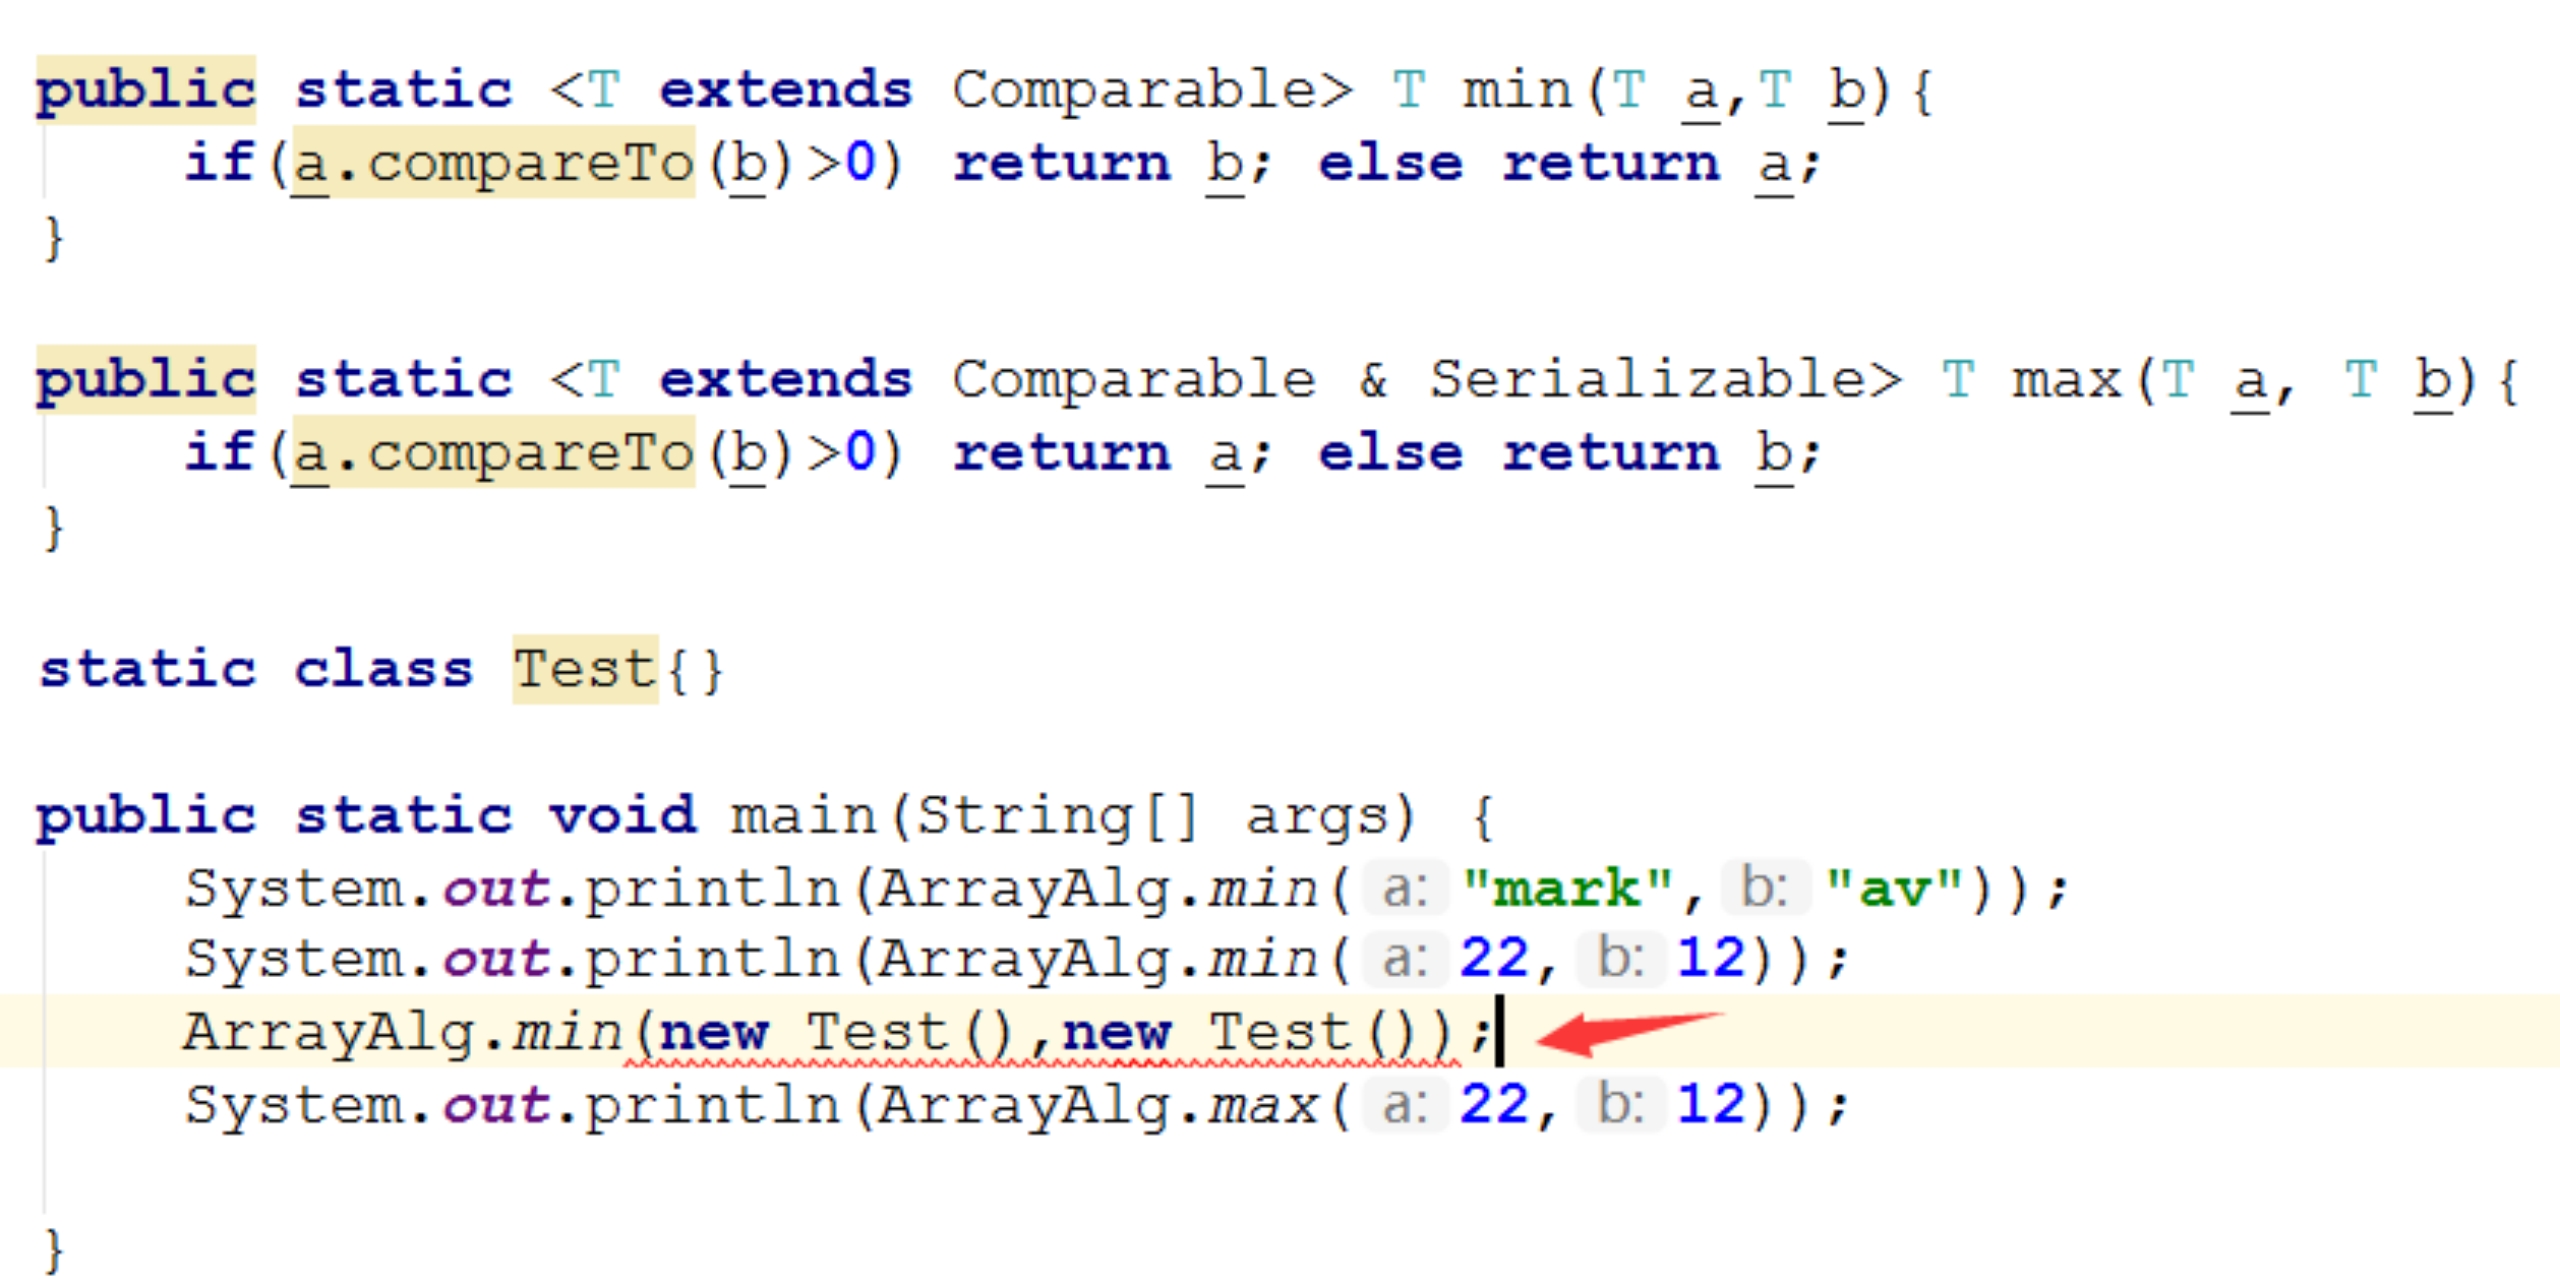 public static <T extends Comparable> T min(T a,T b){
    if(a.compareTo(b)>0) return b; else return a;
}
public static <T extends Comparable & Serializable> T max(T a, T b){
    if(a.compareTo(b)>0) return a; else return b;
}
static class Test{}
public static void main(String[] args) {
    System.out.println(ArrayAlg.min( a: "mark", b: "av"));
    System.out.println(ArrayAlg.min( a: 22, b: 12));
    ArrayAlg.min(new Test(),new Test());
    System.out.println(ArrayAlg.max( a: 22, b: 12));
}